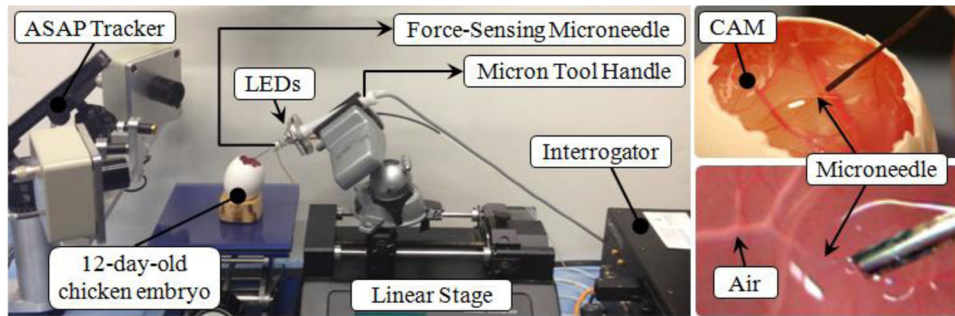 ASAP Tracker
Force-Sensing Microneedle
LEDs
Micron Tool Handle
Interrogator
12-day-old
chicken embryo
Linear Stage
CAM
Microneedle
Air